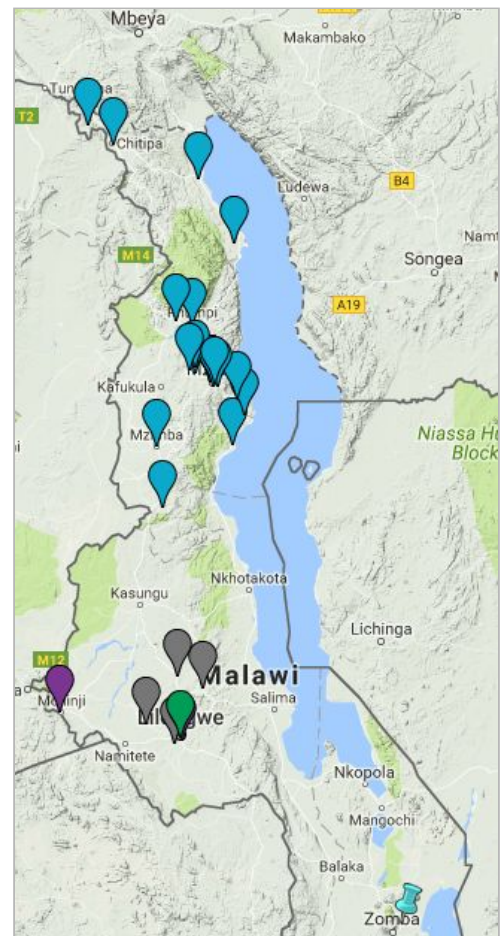 Mbeya
Makambako
T2
Chitipa
Ludewa
B4
M14
Songea
A19
Kafukula
Mzimba
Niassa
Block
Nkhotakota
Kasungu
Lichinga
M12
Malawi
Salima
Namitete
Nkopola
Mangochi
Balaka
Zomba